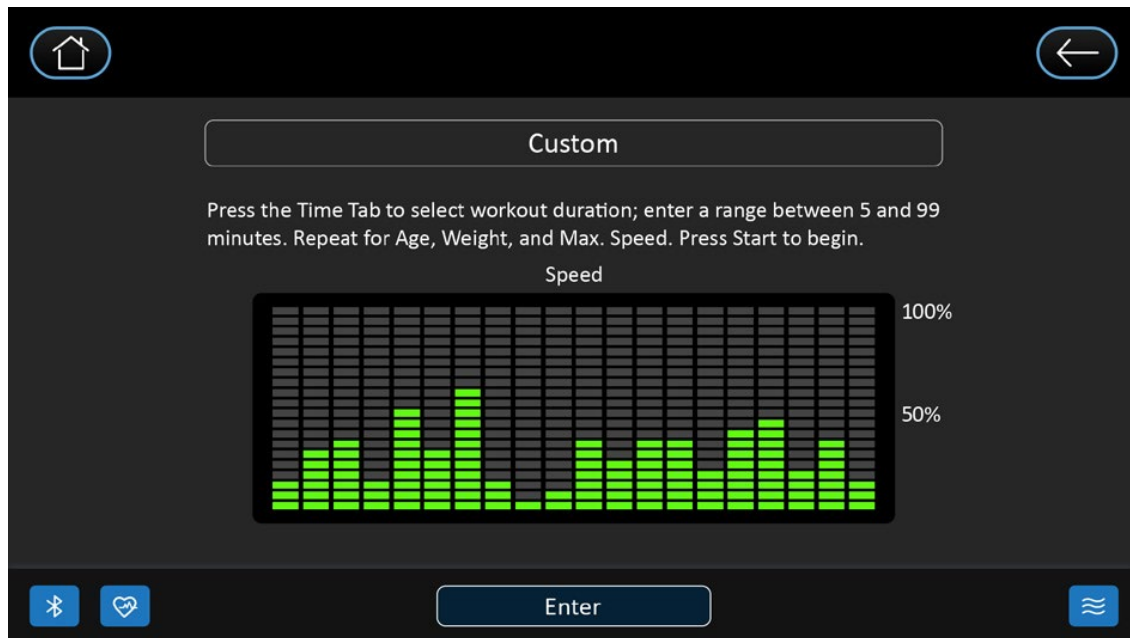 Custom
Press the Time Tab to select workout duration; enter a range between 5 and 99
minutes. Repeat for Age, Weight, and Max. Speed. Press Start to begin.
Speed
100%
50%
Enter